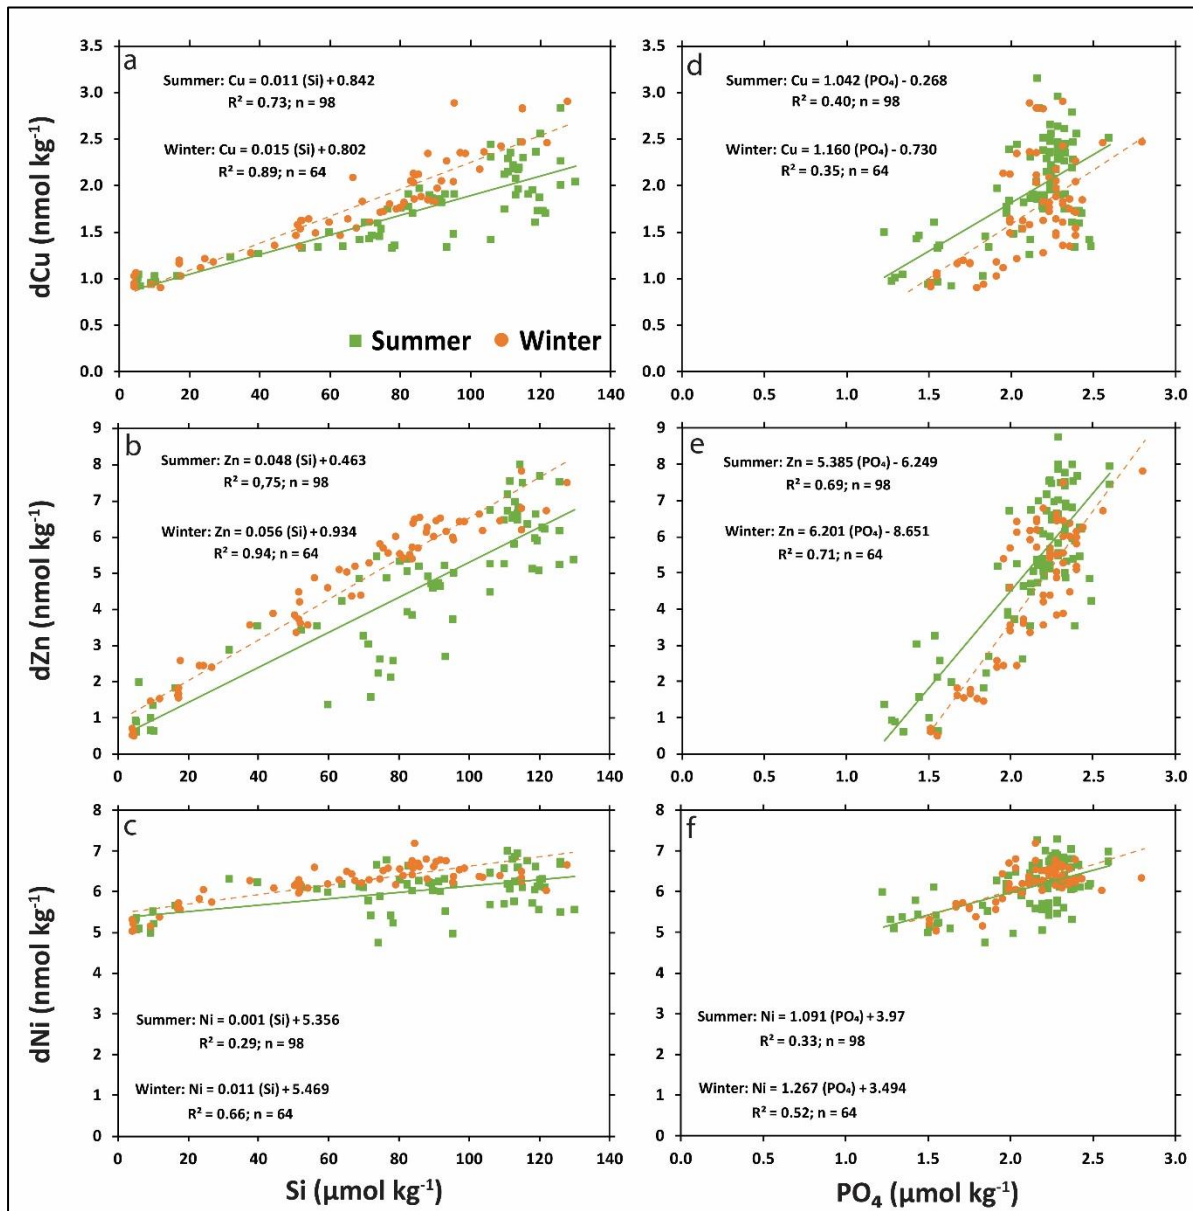 a
Summer: Cu = 0.011 (Si) + 0.842
R² = 0.73; n = 98
Winter: Cu = 0.015 (Si) + 0.802
R² = 0.89; n = 64
Summer Winter
dCu (nmol kg⁻¹)
3.5
3.0
2.5
2.0
1.5
1.0
0.5
0.0
0 20 40 60 80 100 120 140
d
Summer: Cu = 1.042 (PO₄) - 0.268
R² = 0.40; n = 98
Winter: Cu = 1.160 (PO₄) - 0.730
R² = 0.35; n = 64
3.5
3.0
2.5
2.0
1.5
1.0
0.5
0.0
0.0 0.5 1.0 1.5 2.0 2.5 3.0
b
Summer: Zn = 0.048 (Si) + 0.463
R² = 0,75; n = 98
Winter: Zn = 0.056 (Si) + 0.934
R² = 0.94; n = 64
dZn (nmol kg⁻¹)
9
8
7
6
5
4
3
2
1
0
0 20 40 60 80 100 120 140
e
Summer: Zn = 5.385 (PO₄) - 6.249
R² = 0.69; n = 98
Winter: Zn = 6.201 (PO₄) - 8.651
R² = 0.71; n = 64
9
8
7
6
5
4
3
2
1
0
0.0 0.5 1.0 1.5 2.0 2.5 3.0
c
Summer: Ni = 0.001 (Si) + 5.356
R² = 0.29; n = 98
Winter: Ni = 0.011 (Si) + 5.469
R² = 0.66; n = 64
dNi (nmol kg⁻¹)
8
7
6
5
4
3
2
1
0
0 20 40 60 80 100 120 140
Si (μmol kg⁻¹)
f
Summer: Ni = 1.091 (PO₄) + 3.97
R² = 0.33; n = 98
Winter: Ni = 1.267 (PO₄) + 3.494
R² = 0.52; n = 64
8
7
6
5
4
3
2
1
0
0.0 0.5 1.0 1.5 2.0 2.5 3.0
PO₄ (μmol kg⁻¹)